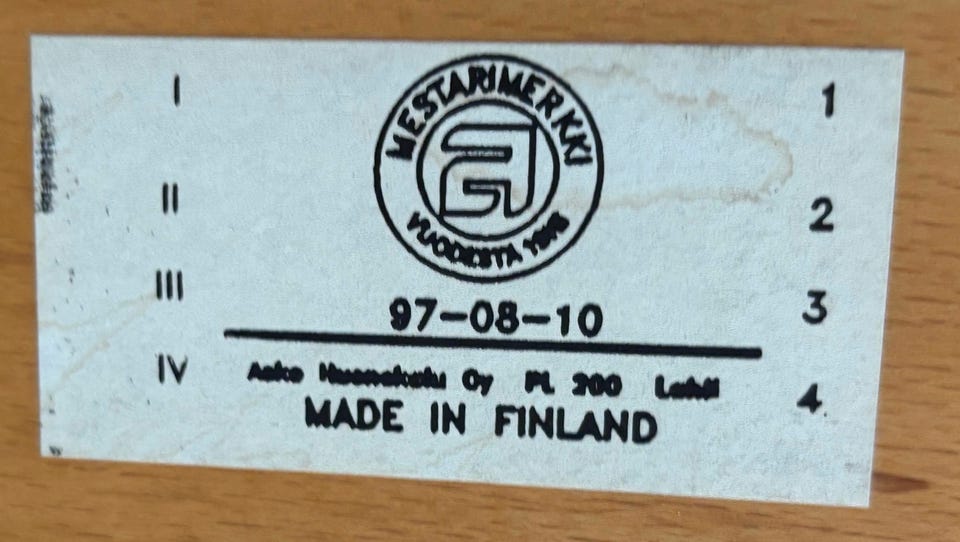 MESTARIMERKKI
VUODESTA
I
1
II
2
III
3
97-08-10
IV
4
Asko Huonekalu Oy PL 200 Lahti
MADE IN FINLAND